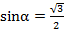 sinα = √3/2